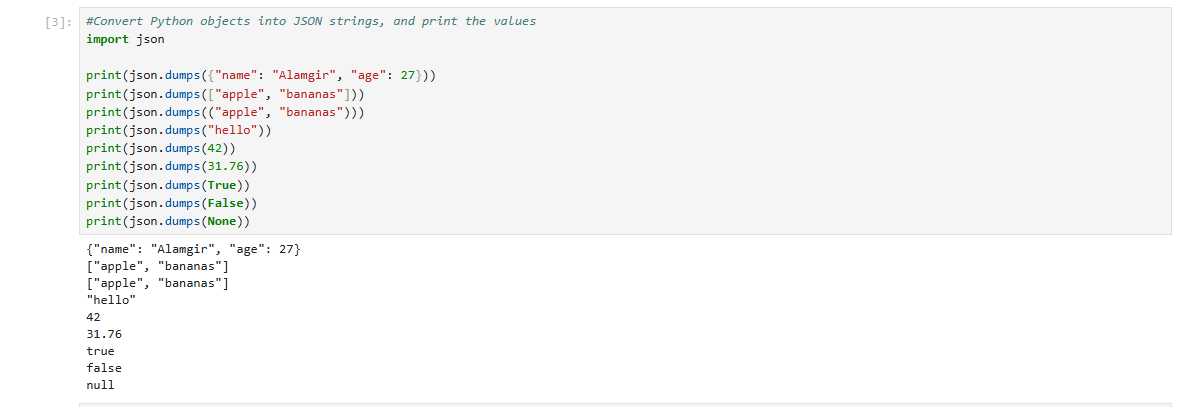 [3]: #Convert Python objects into JSON strings, and print the values
import json
print(json.dumps({"name": "Alamgir", "age": 27}))
print(json.dumps(["apple", "bananas"]))
print(json.dumps(("apple", "bananas")))
print(json.dumps("hello"))
print(json.dumps(42))
print(json.dumps(31.76))
print(json.dumps(True))
print(json.dumps(False))
print(json.dumps(None))
{"name": "Alamgir", "age": 27}
["apple", "bananas"]
["apple", "bananas"]
"hello"
42
31.76
true
false
null